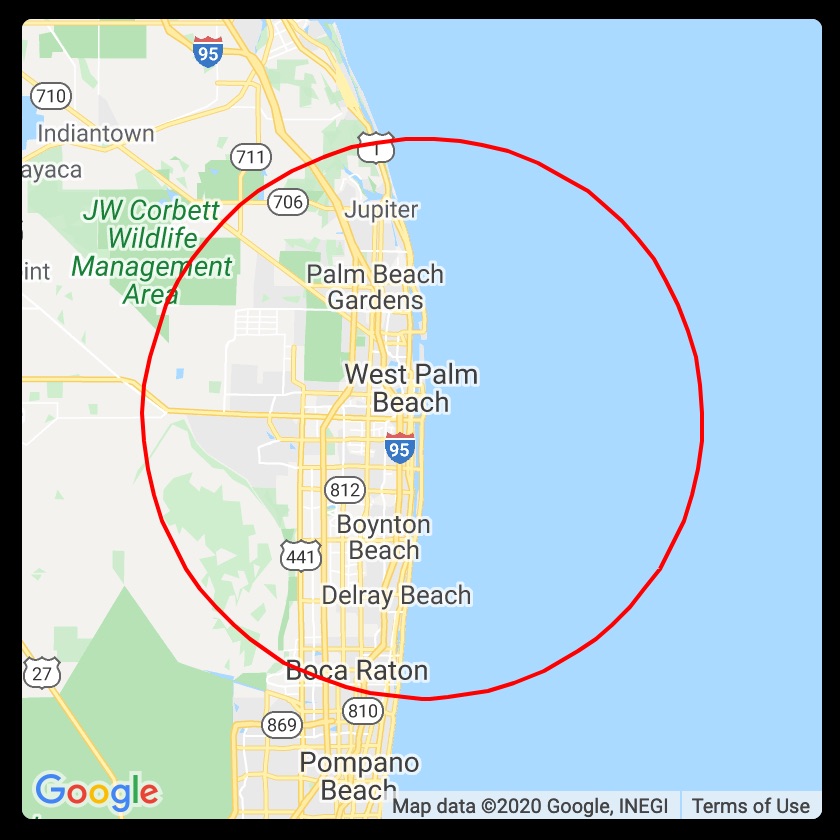 95
710
Indiantown
711
1
ayaca
706
JW Corbett
Wildlife
Management
Area
Jupiter
int
Palm Beach
Gardens
West Palm
Beach
95
812
Boynton
Beach
441
Delray Beach
27
Boca Raton
869
810
Pompano
Beach
Google
Map data ©2020 Google, INEGI
Terms of Use